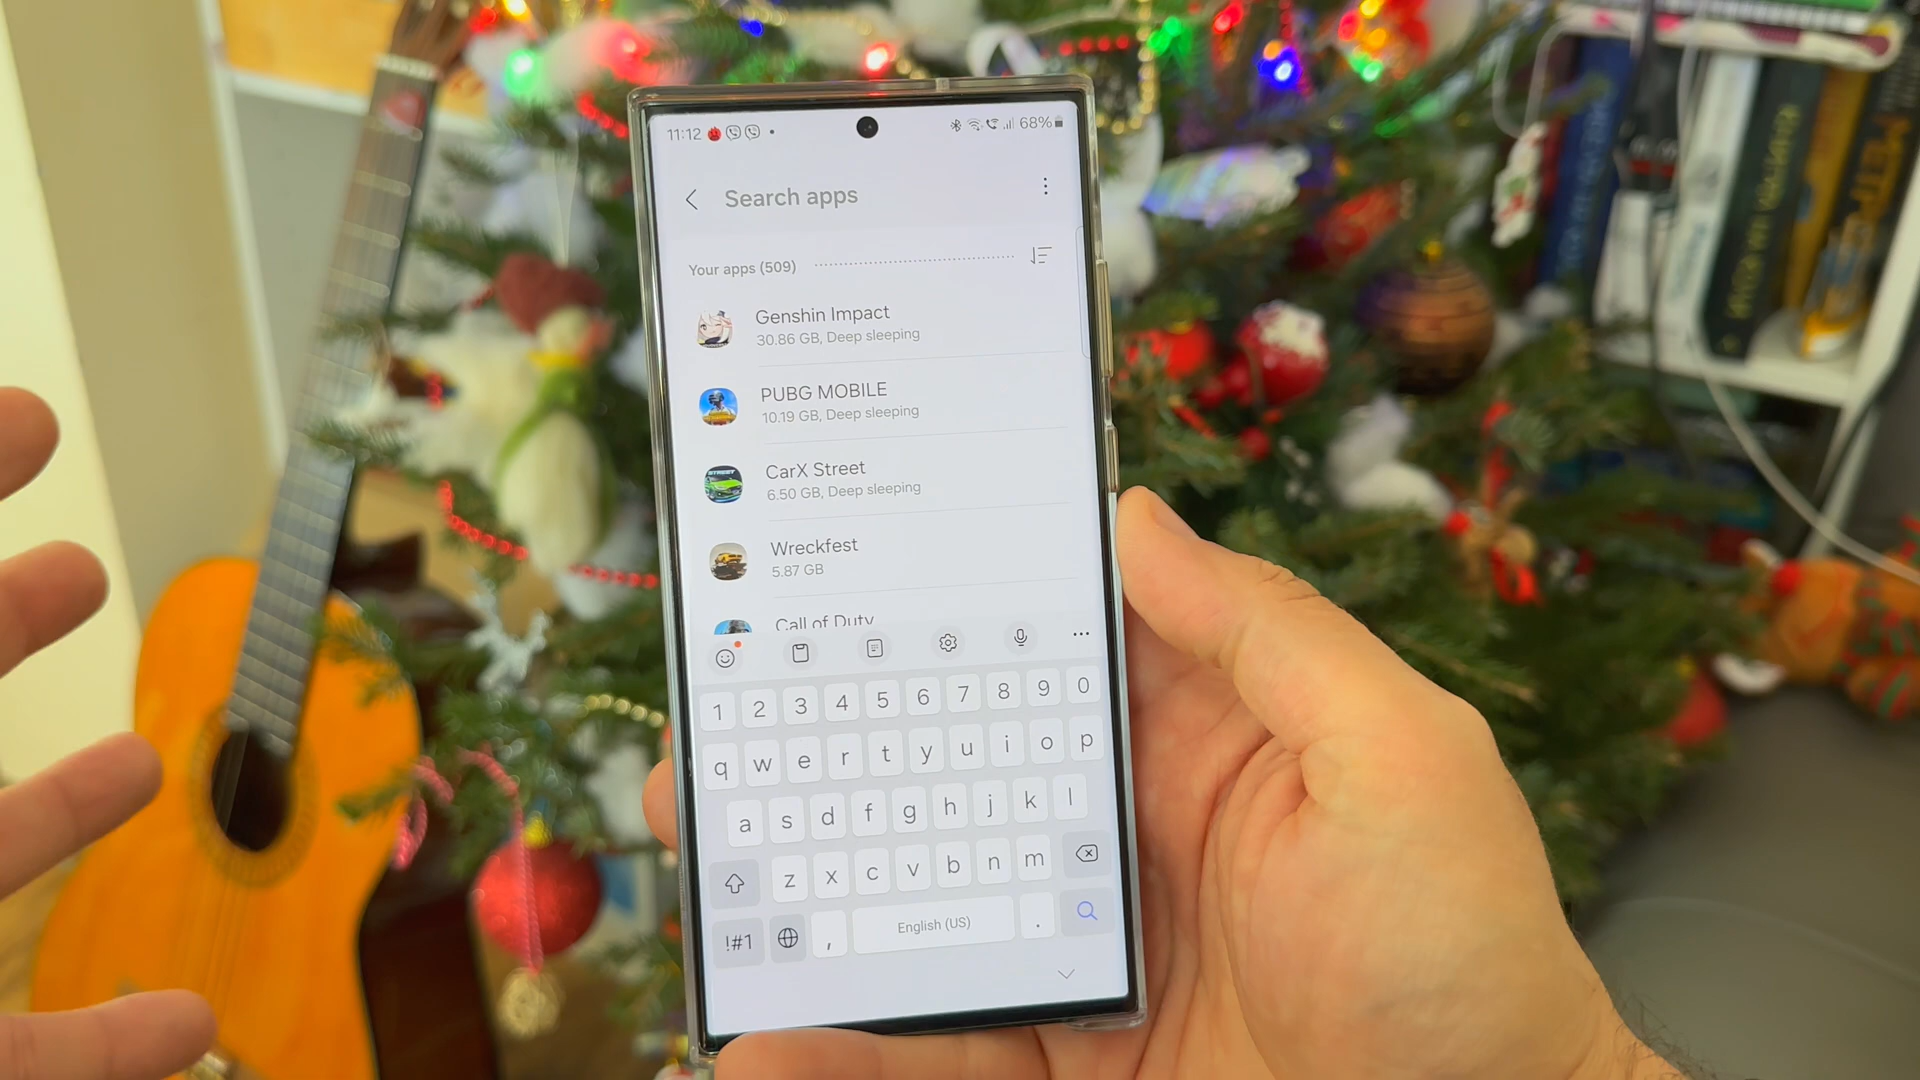 11:12
68%
Search apps
Your apps (509)
Genshin Impact
30.86 GB, Deep sleeping
PUBG MOBILE
10.19 GB, Deep sleeping
CarX Street
6.50 GB, Deep sleeping
Wreckfest
5.87 GB
Call of Duty
1 2 3 4 5 6 7 8 9 0
q w e r t y u i o p
a s d f g h j k l
z x c v b n m
!#1 , English (US) .